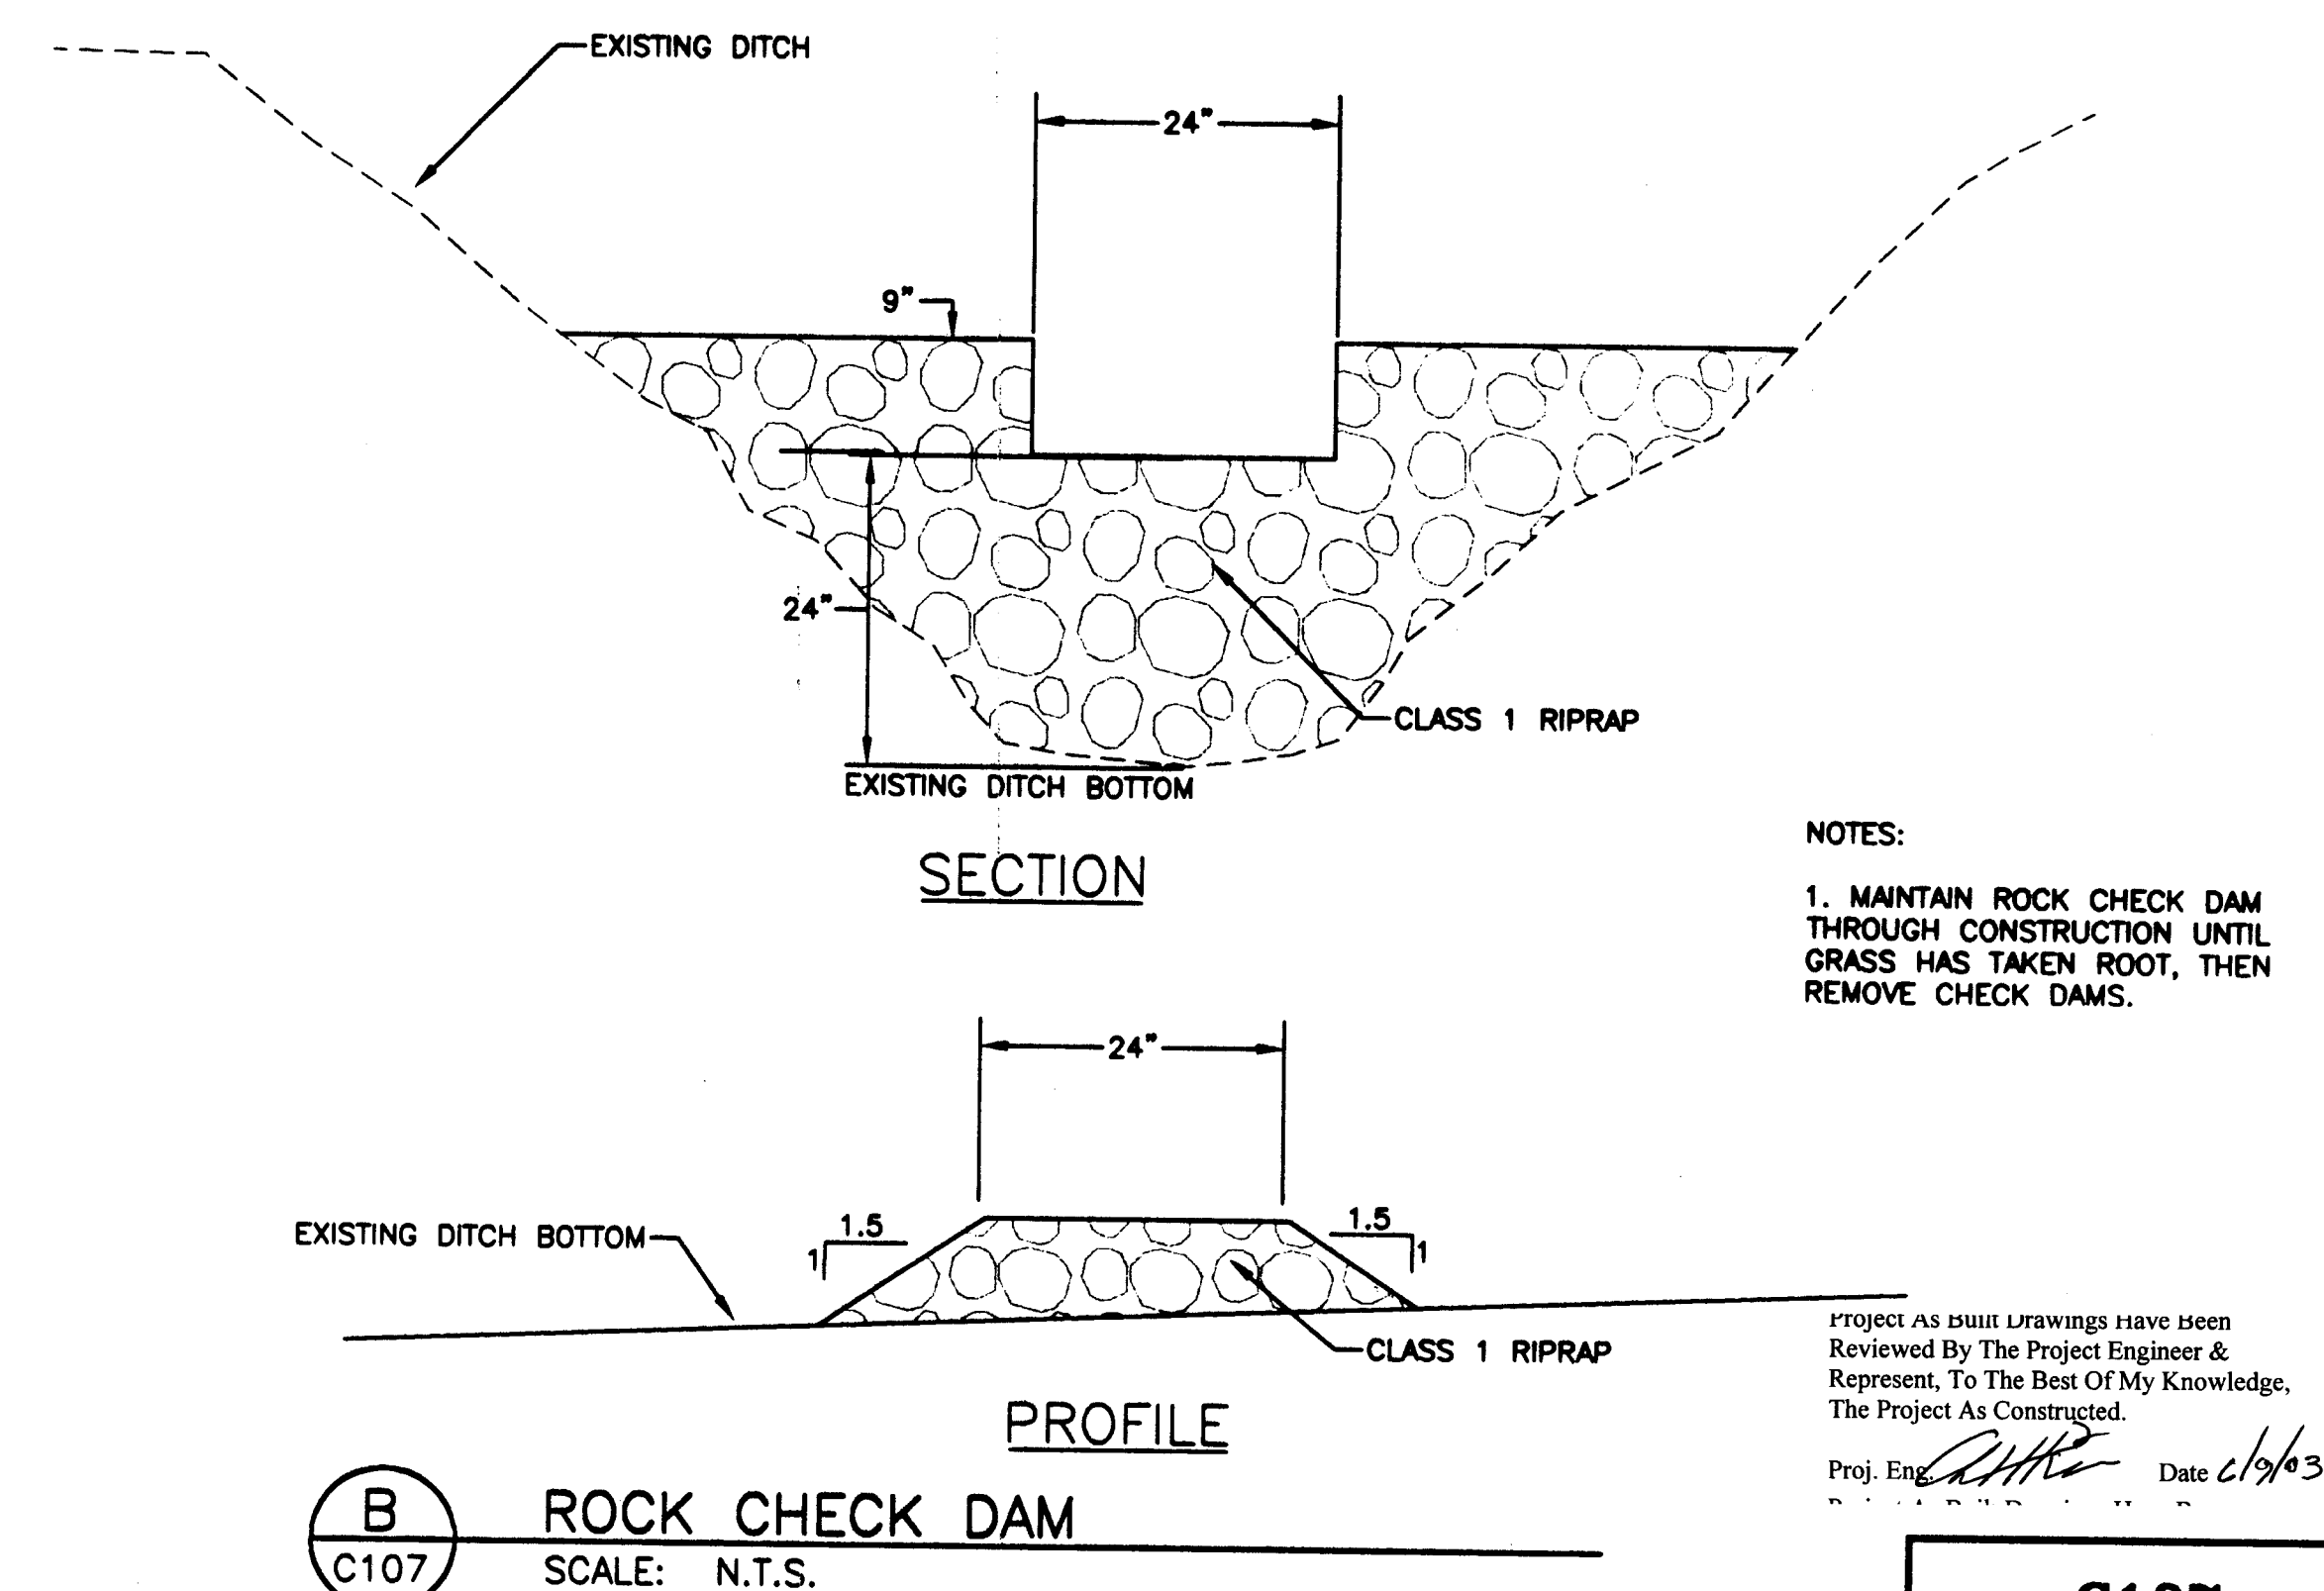 EXISTING DITCH
24"
9"
24"
CLASS 1 RIPRAP
EXISTING DITCH BOTTOM
SECTION
NOTES:
1. MAINTAIN ROCK CHECK DAM
THROUGH CONSTRUCTION UNTIL
GRASS HAS TAKEN ROOT, THEN
REMOVE CHECK DAMS.
24"
EXISTING DITCH BOTTOM
1.5
1
1.5
1
CLASS 1 RIPRAP
PROFILE
Project As Built Drawings Have Been
Reviewed By The Project Engineer &
Represent, To The Best Of My Knowledge,
The Project As Constructed.
Proj. Eng. Date 6/9/03
B
C107
ROCK CHECK DAM
SCALE: N.T.S.